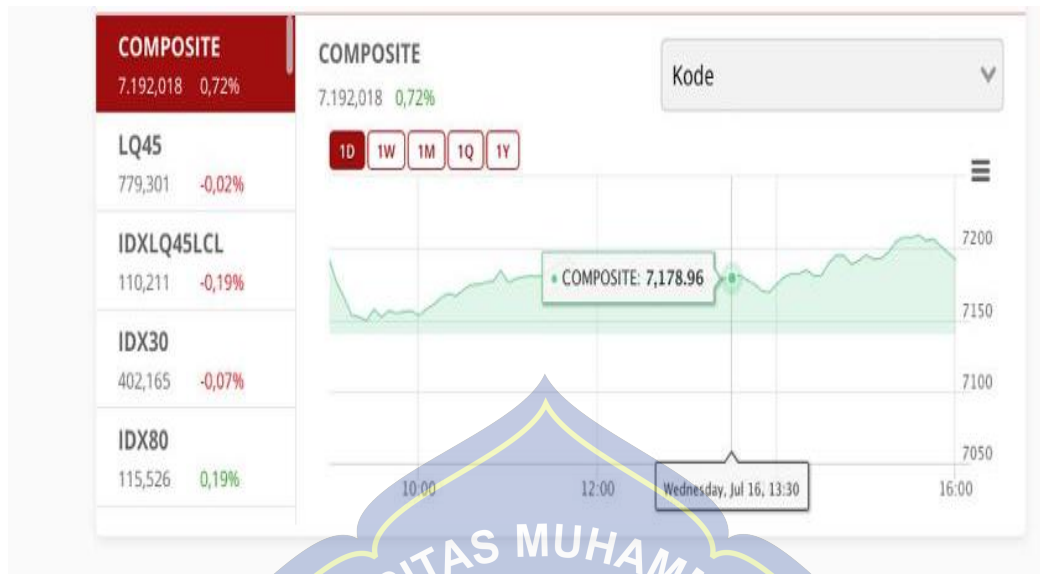 COMPOSITE
7.192,018 0,72%
LQ45
779,301 -0,02%
IDXLQ45LCL
110,211 -0,19%
IDX30
402,165 -0,07%
IDX80
115,526 0,19%
COMPOSITE
7.192,018 0,72%
Kode
1D 1W 1M 1Q 1Y
7200
COMPOSITE: 7,178.96
7150
7100
7050
10:00 12:00 Wednesday, Jul 16, 13:30 16:00
ITAS MUHAM